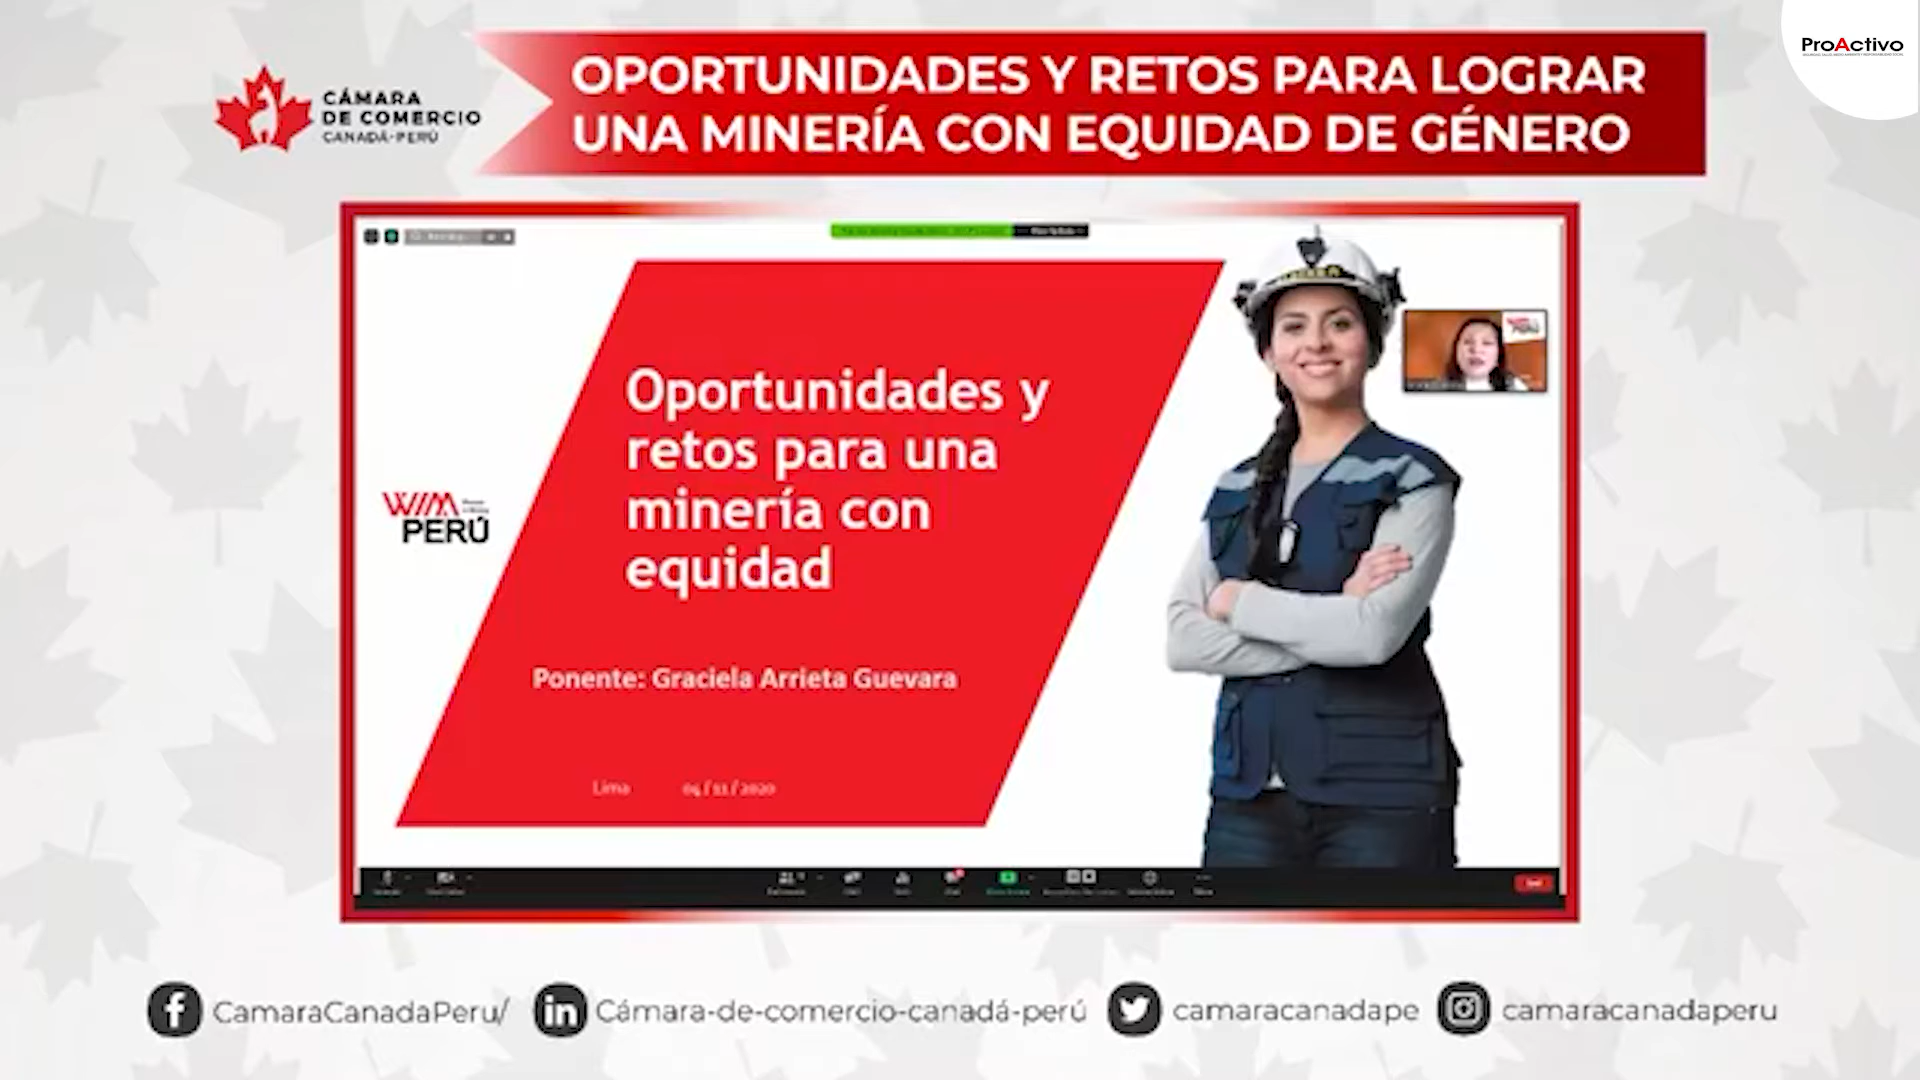 ProActivo
OPORTUNIDADES Y RETOS PARA LOGRAR
UNA MINERÍA CON EQUIDAD DE GÉNERO
CÁMARA
DE COMERCIO
CANADÁ-PERÚ
Oportunidades y
retos para una
minería con
equidad
WIM
PERÚ
Ponente: Graciela Arrieta Guevara
Lima 04/11/2020
CamaraCanadaPeru/
Cámara-de-comercio-canadá-perú
camaracanadape
camaracanadaperu